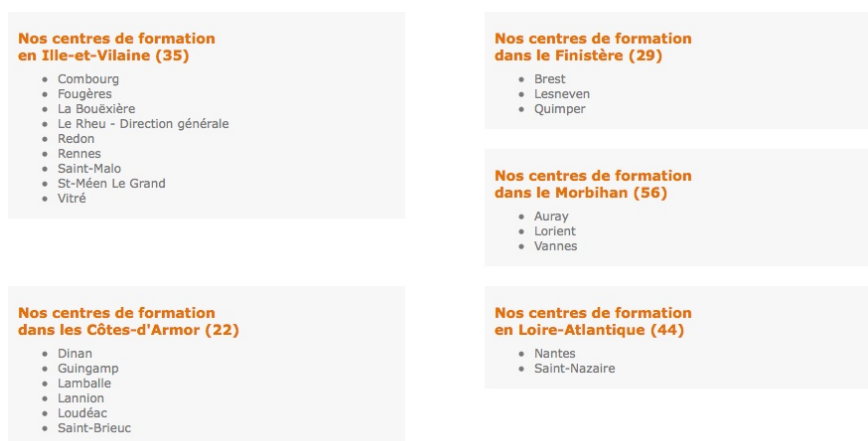 Nos centres de formation
en Ille-et-Vilaine (35)
Combourg
Fougères
La Bouëxière
Le Rheu - Direction générale
Redon
Rennes
Saint-Malo
St-Méen Le Grand
Vitré
Nos centres de formation
dans le Finistère (29)
Brest
Lesneven
Quimper
Nos centres de formation
dans le Morbihan (56)
Auray
Lorient
Vannes
Nos centres de formation
dans les Côtes-d'Armor (22)
Dinan
Guingamp
Lamballe
Lannion
Loudéac
Saint-Brieuc
Nos centres de formation
en Loire-Atlantique (44)
Nantes
Saint-Nazaire